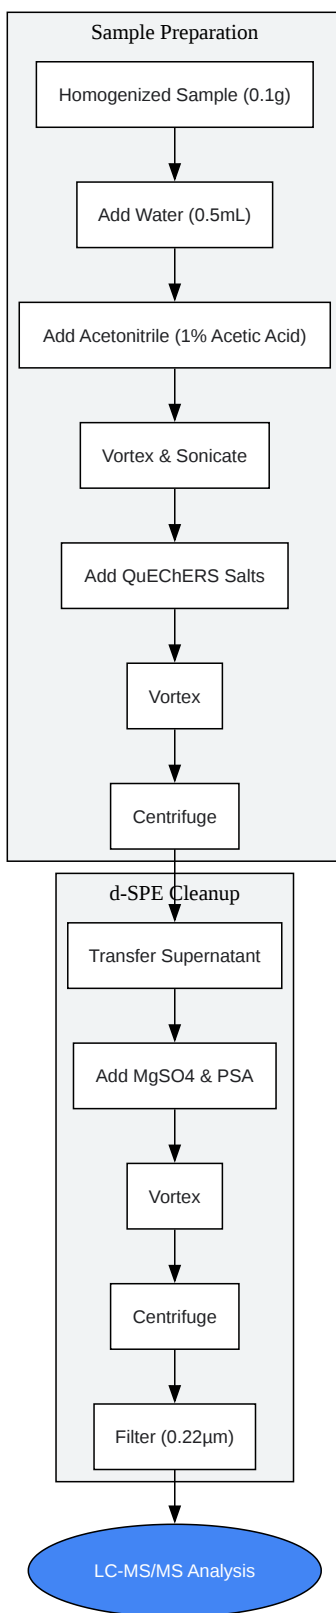 Sample Preparation
Homogenized Sample (0.1g)
Add Water (0.5mL)
Add Acetonitrile (1% Acetic Acid)
Vortex & Sonicate
Add QuEChERS Salts
Vortex
Centrifuge
d-SPE Cleanup
Transfer Supernatant
Add MgSO4 & PSA
Vortex
Centrifuge
Filter (0.22µm)
LC-MS/MS Analysis